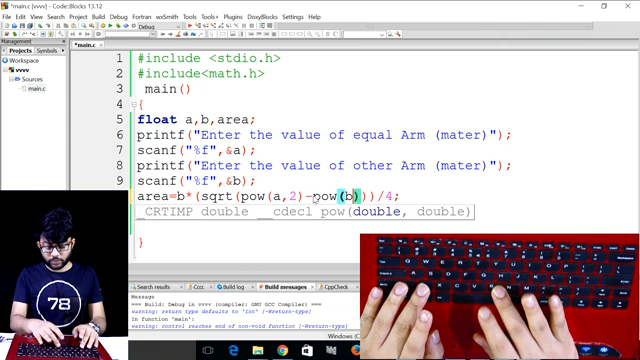 *main.c [vvvv] - Code::Blocks 13.12
File Edit View Search Project Build Debug Fortran wxSmith Tools Tools+ Plugins DoxyBlocks Settings Help
Management
Projects Symbols
Workspace
vvvv
Sources
main.c
*main.c
1 #include <stdio.h>
2 #include<math.h>
3 main()
4 {
5 float a,b,area;
6 printf("Enter the value of equal Arm (mater)");
7 scanf("%f",&a);
8 printf("Enter the value of other Arm (mater)");
9 scanf("%f",&b);
area=b*(sqrt(pow(a,2)-pow(b)))/4;
_CRTIMP double __cdecl pow(double, double)
}
Search results Cccc Build log Build messages CppCheck
Message
=== Build: Debug in vvvv (compiler: GNU GCC Compiler) ===
warning: return type defaults to 'int' [-Wreturn-type]
In function 'main':
warning: control reaches end of non-void function [-Wreturn-type]
78